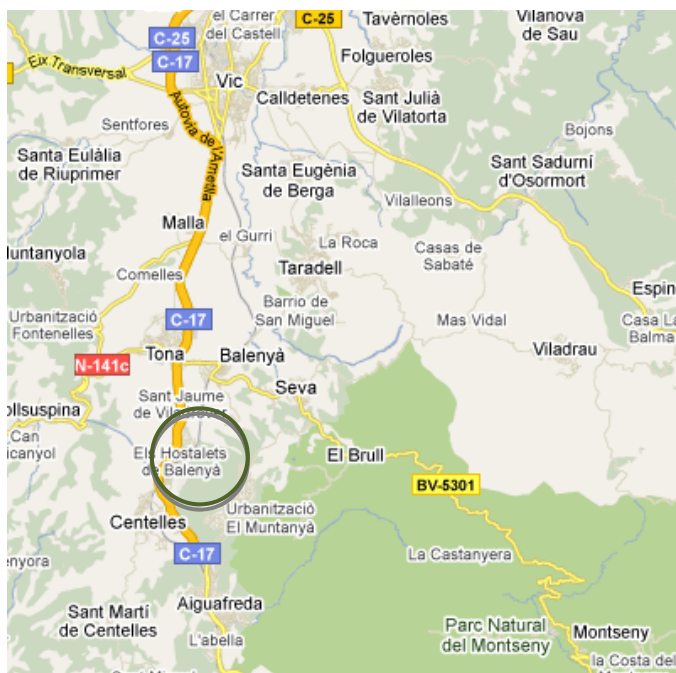 el Carrer
del Castell
C-25
Tavèrnoles
Vilanova
de Sau
C-25
C-17
Folgueroles
Eix Transversal
Vic
Calldetenes
Sant Julià
de Vilatorta
Autovia de l'Ametlla
Sentfores
Bojons
Santa Eulàlia
de Riuprimer
Santa Eugènia
de Berga
Sant Sadurní
d'Osormort
Vilalleons
Malla
el Gurri
La Roca
Casas de
Sabaté
untanyola
Taradell
Comelles
Espin
Barrio de
San Miguel
Urbanització
Fontenelles
C-17
Mas Vidal
Casa La
Balma
Tona
Balenyà
Viladrau
N-141c
Seva
Sant Jaume
de
ollsuspina
Can
icanyol
Els Hostalets
de Balenyà
El Brull
BV-5301
Urbanització
El Muntanyà
Centelles
C-17
La Castanyera
enyora
Aiguafreda
Sant Martí
de Centelles
Parc Natural
del Montseny
Montseny
L'abella
la Costa del